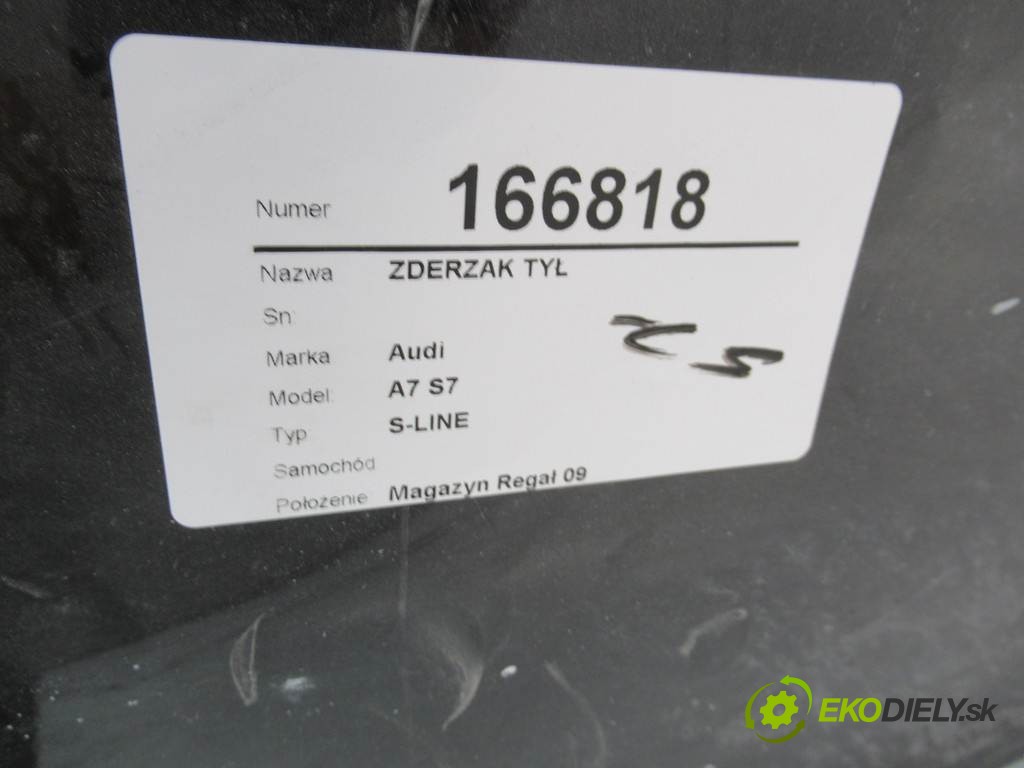 Numer 166818
Nazwa ZDERZAK TYŁ
Sn:
Marka Audi
Model: A7 S7
Typ: S-LINE
Samochód
Położenie Magazyn Regał 09
EKODIELY.sk